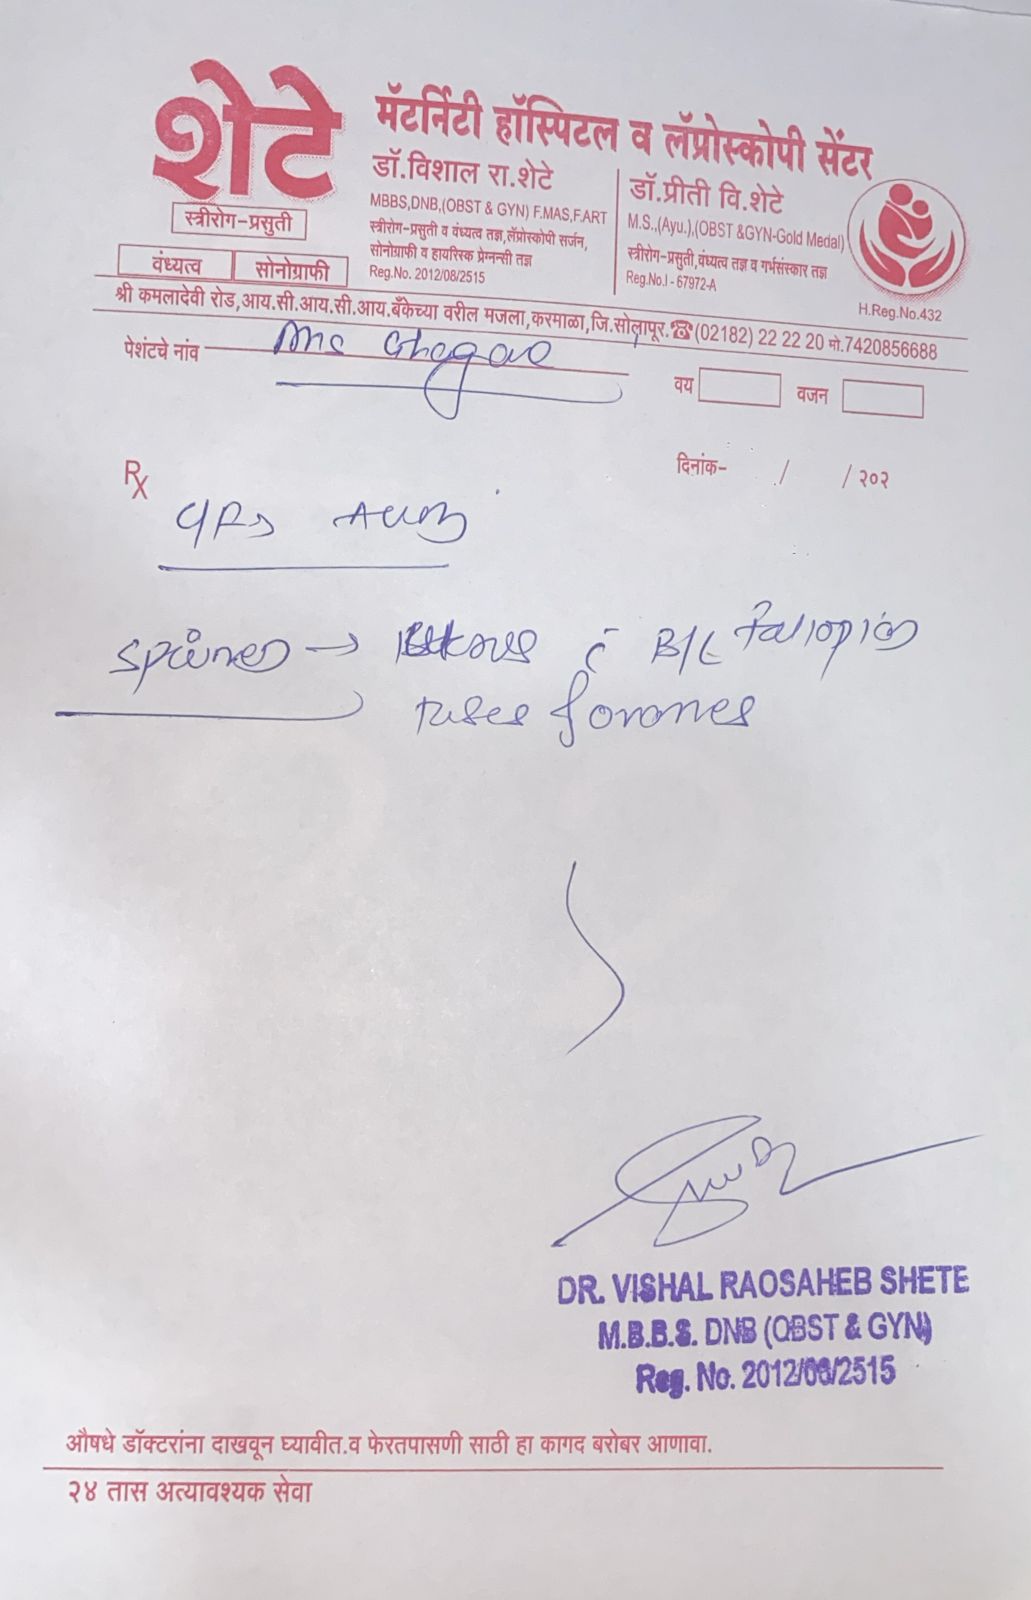 शेटे
मॅटर्निटी हॉस्पिटल व लॅप्रोस्कोपी सेंटर
स्त्रीरोग-प्रसुती
वंध्यत्व सोनोग्राफी
डॉ.विशाल रा.शेटे
MBBS,DNB,(OBST & GYN) F.MAS,F.ART
स्त्रीरोग-प्रसुती व वंध्यत्व तज्ञ,लॅप्रोस्कोपी सर्जन,
सोनोग्राफी व हायरिस्क प्रेग्नन्सी तज्ञ
Reg.No. 2012/08/2515
डॉ.प्रीती वि.शेटे
M.S.,(Ayu.),(OBST &GYN-Gold Medal)
स्त्रीरोग-प्रसुती,वंध्यत्व तज्ञ व गर्भसंस्कार तज्ञ
Reg.No.I - 67972-A
H.Reg.No.432
श्री कमलादेवी रोड,आय.सी.आय.सी.आय.बँकेच्या वरील मजला,करमाळा,जि.सोलापूर.☎(02182) 22 22 20 मो.7420856688
पेशंटचे नांव
वय वजन
दिनांक- / /२०२
Rx
B/L Fallopian
DR. VISHAL RAOSAHEB SHETE
M.B.B.S. DNB (OBST & GYN)
Reg. No. 2012/08/2515
औषधे डॉक्टरांना दाखवून घ्यावीत.व फेरतपासणी साठी हा कागद बरोबर आणावा.
२४ तास अत्यावश्यक सेवा